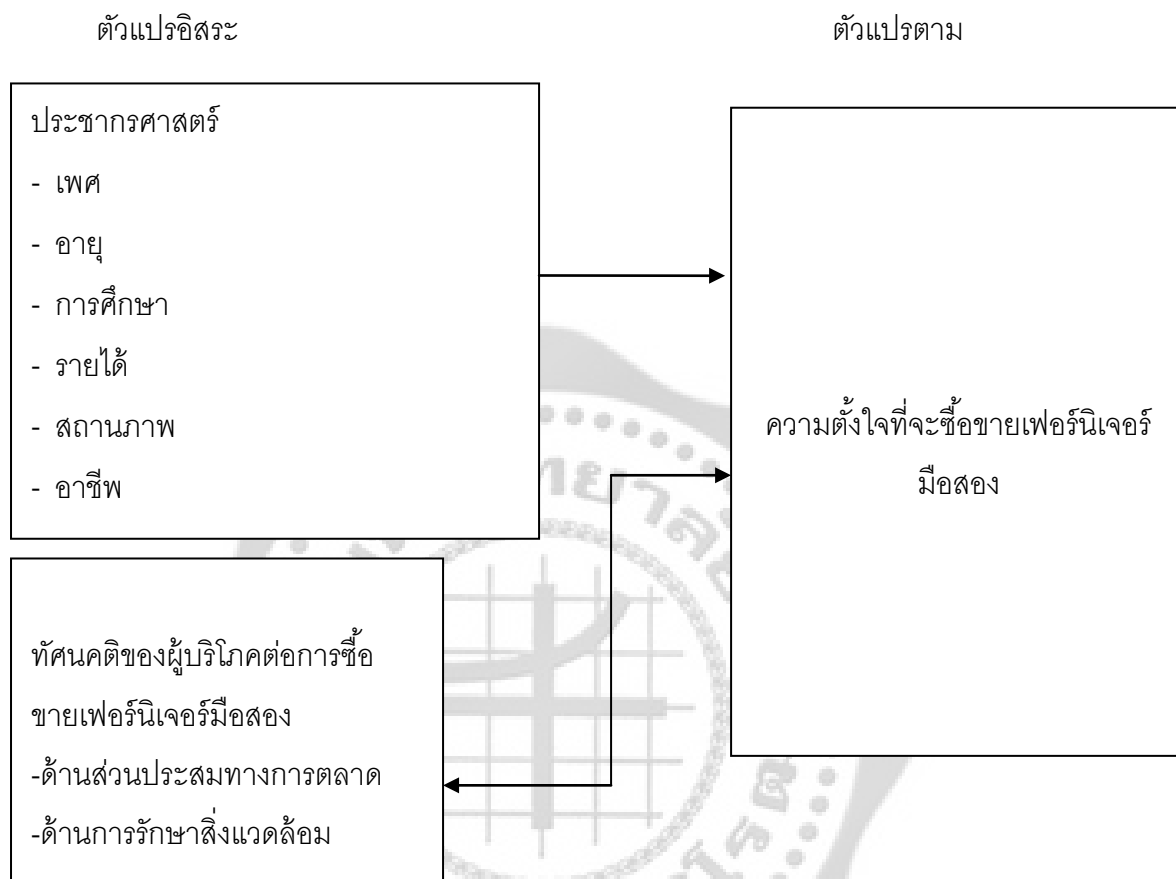 ตัวแปรอิสระ
ตัวแปรตาม
ประชากรศาสตร์
- เพศ
- อายุ
- การศึกษา
- รายได้
- สถานภาพ
- อาชีพ
ความตั้งใจที่จะซื้อขายเฟอร์นิเจอร์
มือสอง
ทัศนคติของผู้บริโภคต่อการซื้อ
ขายเฟอร์นิเจอร์มือสอง
-ด้านส่วนประสมทางการตลาด
-ด้านการรักษาสิ่งแวดล้อม